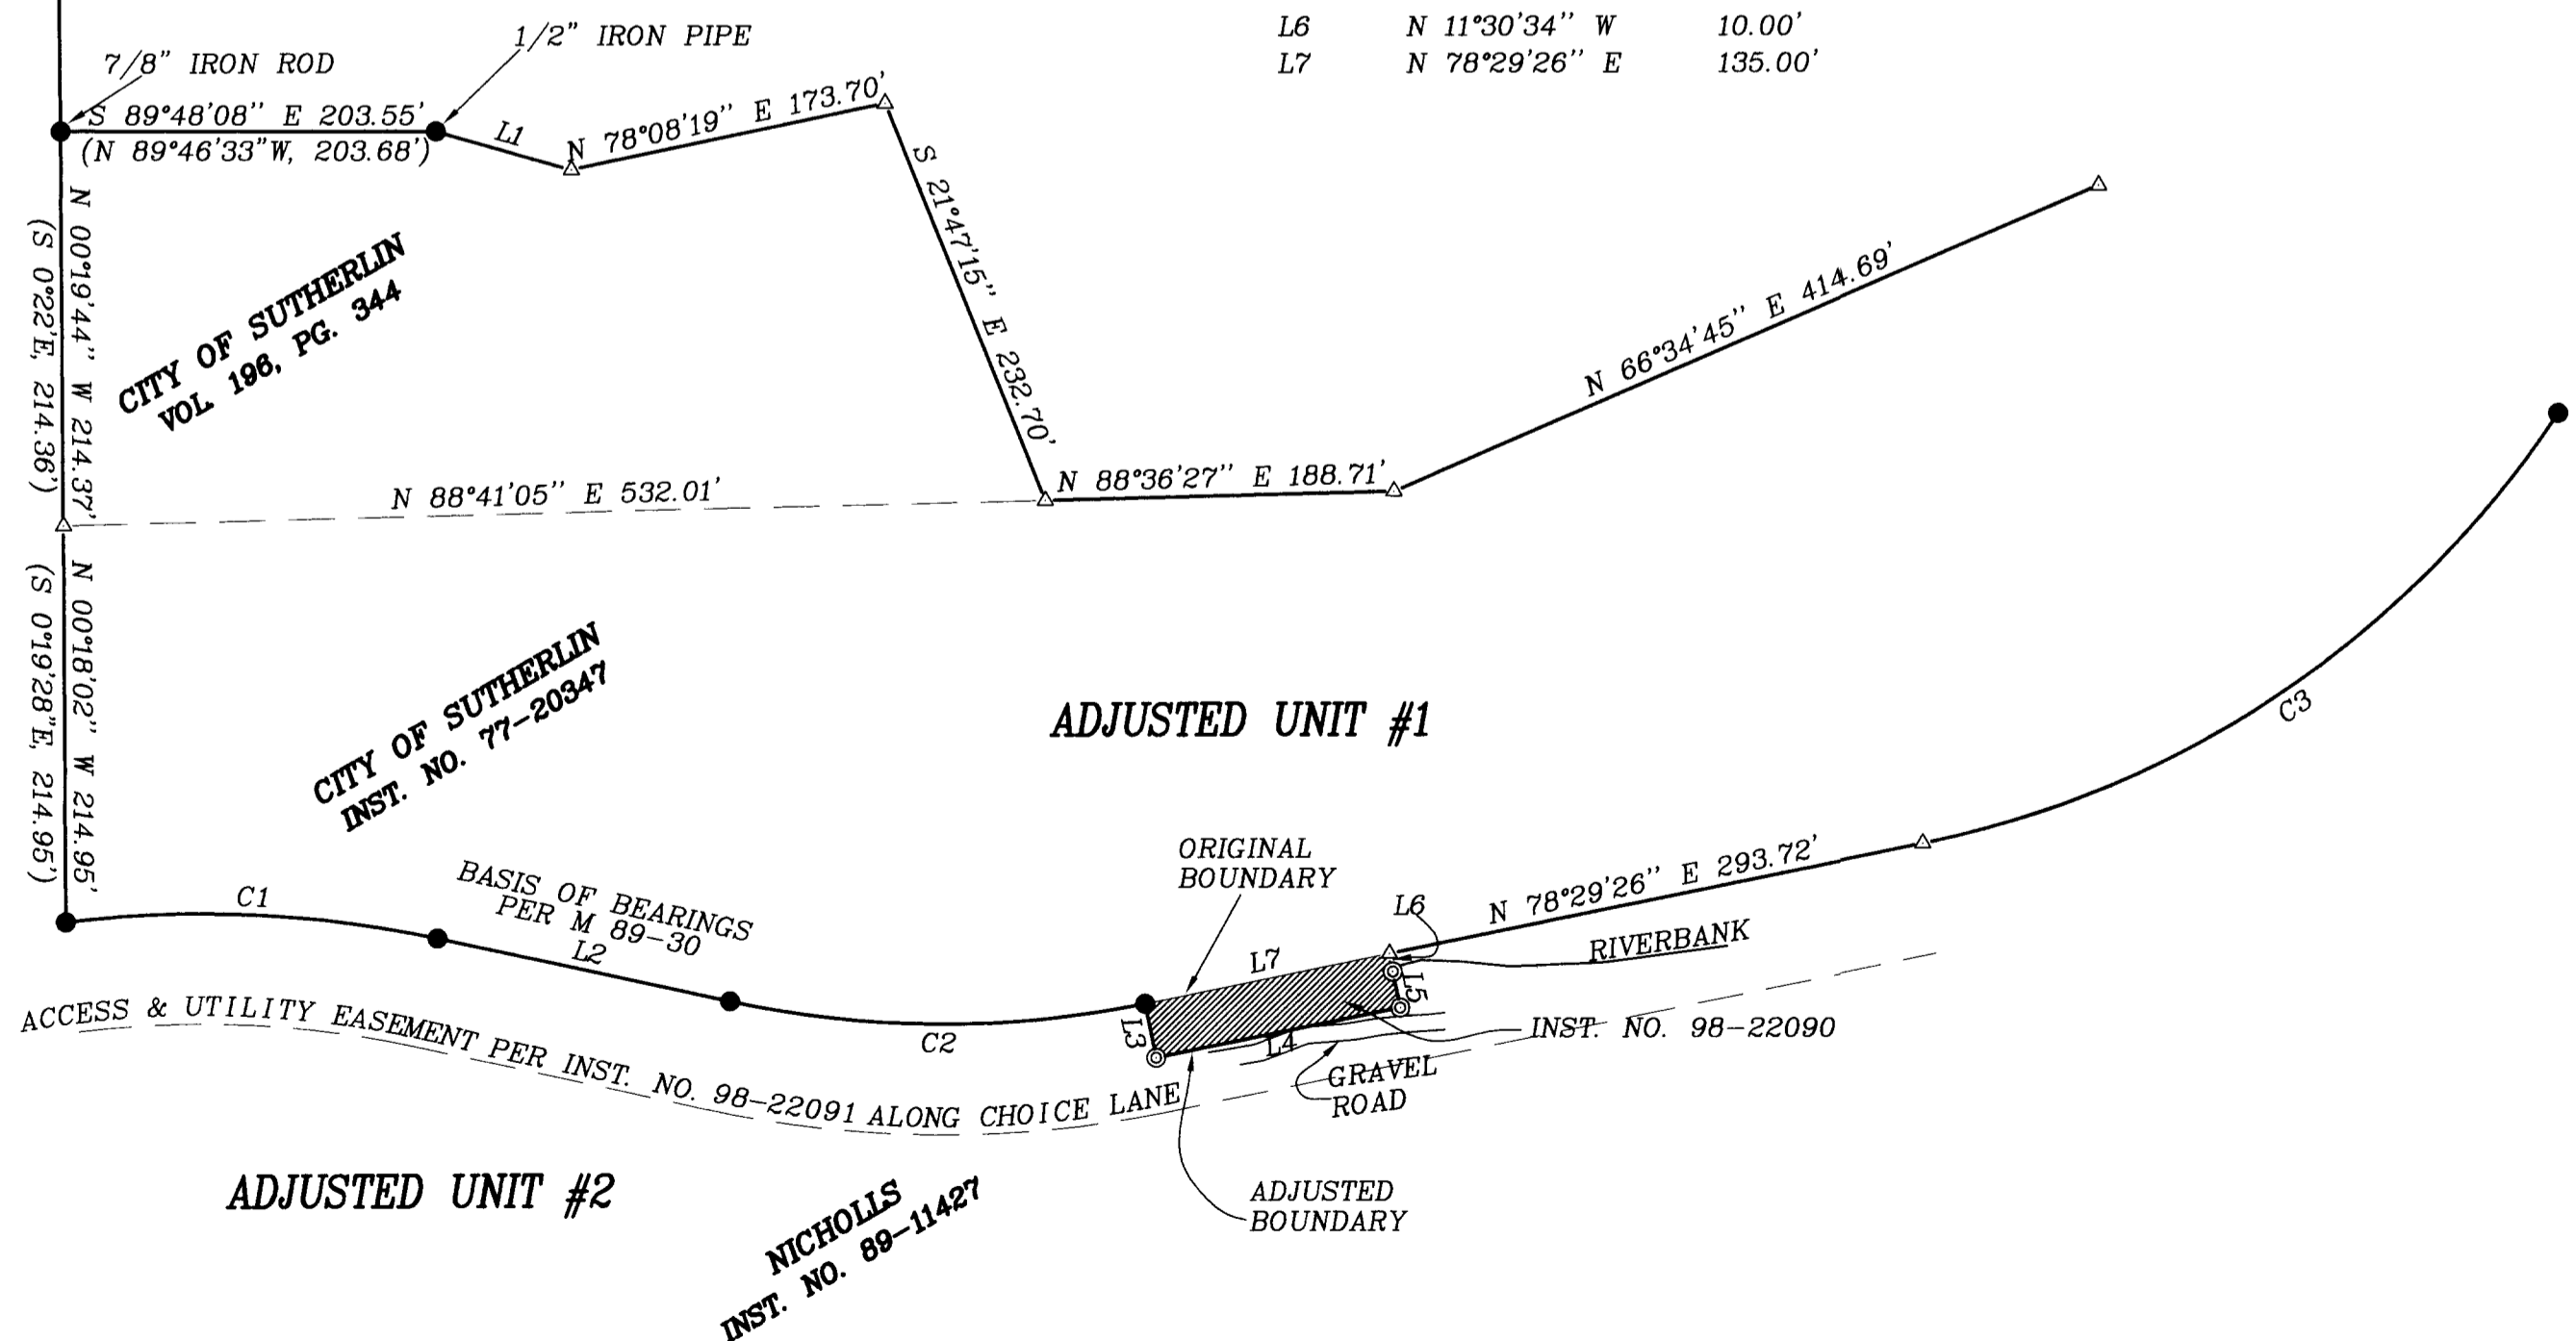 L6 N 11°30'34" W 10.00'
L7 N 78°29'26" E 135.00'
1/2" IRON PIPE
7/8" IRON ROD
S 89°48'08" E 203.55'
(N 89°46'33"W, 203.68')
L1
N 78°08'19" E 173.70'
S 21°47'15" E 232.70'
N 00°19'44" W 214.37'
(S 0°22'E, 214.36')
CITY OF SUTHERLIN
VOL. 196, PG. 344
N 66°34'45" E 414.69'
N 88°41'05" E 532.01'
N 88°36'27" E 188.71'
N 00°18'02" W 214.95'
(S 0°19'28"E, 214.95')
CITY OF SUTHERLIN
INST. NO. 77-20347
ADJUSTED UNIT #1
C3
ORIGINAL
BOUNDARY
N 78°29'26" E 293.72'
C1
BASIS OF BEARINGS
PER M 89-30
L2
L6
L7
RIVERBANK
L5
L3
L4
C2
INST. NO. 98-22090
ACCESS & UTILITY EASEMENT PER INST. NO. 98-22091 ALONG CHOICE LANE
GRAVEL
ROAD
ADJUSTED UNIT #2
ADJUSTED
BOUNDARY
NICHOLLS
INST. NO. 89-11427